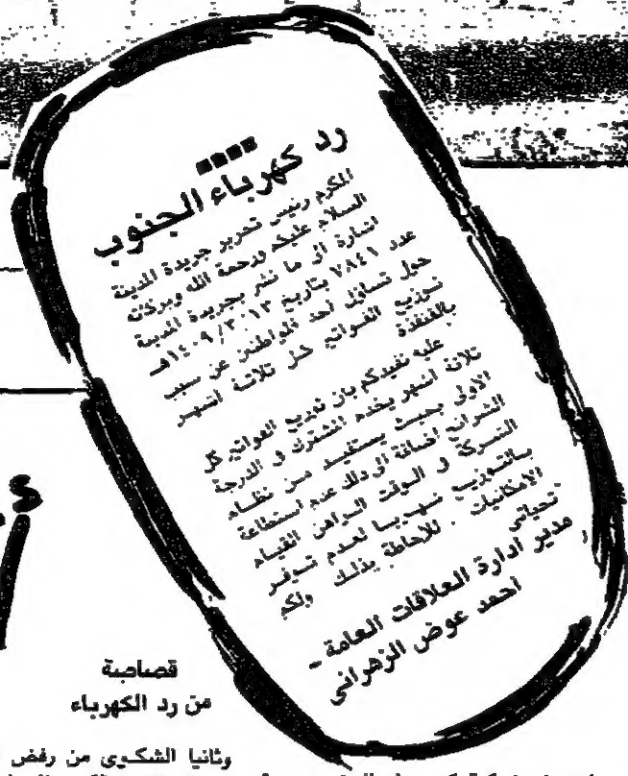 رد كهرباء الجنوب
المكرم رئيس تحرير جريدة المدينة
السلام عليكم ورحمة الله وبركاته
اشارة الى ما نشر بجريدة المدينة
عدد ٧٨٤١ بتاريخ ١٤٠٩/٣/١٣هـ
حول تساؤل أحد المواطنين عن سبب
توزيع الفواتير كل ثلاثة اشهر
بالقنفذة
عليه نفيدكم بان توزيع الفواتير كل
ثلاثة اشهر يخدم المشترك في الدرجة
الاولى بحيث يستفيد من نظام
الشرائح اضافة الى ذلك عدم استطاعة
الشركة في الوقت الراهن القيام
بالتوزيع شهريا لعدم توفر
الامكانيات . للاحاطة بذلك ولكم
تحياتي
مدير ادارة العلاقات العامة -
أحمد عوض الزهراني
قصاصة
من رد الكهرباء
وثانيا الشكوى من رفض